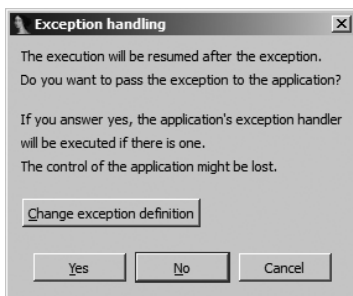 Exception handling
The execution will be resumed after the exception.
Do you want to pass the exception to the application?
If you answer yes, the application's exception handler
will be executed if there is one.
The control of the application might be lost.
Change exception definition
Yes No Cancel